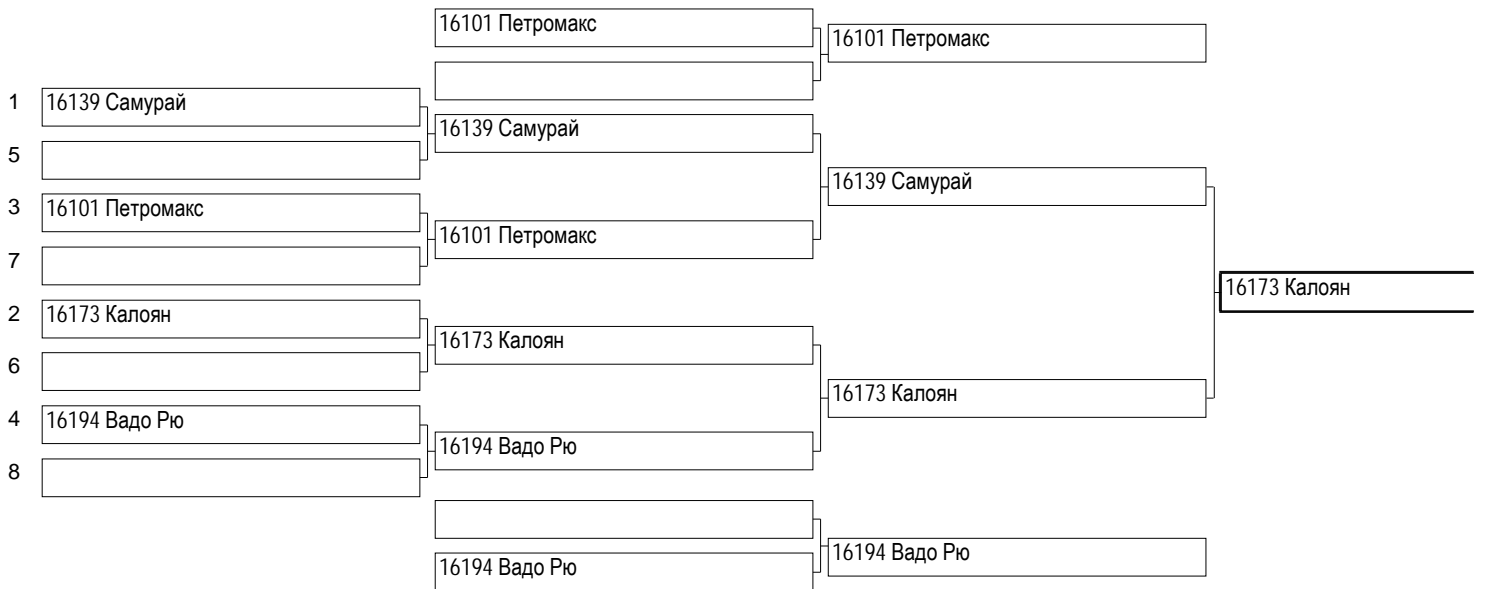 16101 Петромакс
16101 Петромакс
1 16139 Самурай
16139 Самурай
5
16139 Самурай
3 16101 Петромакс
16101 Петромакс
7
16173 Калоян
2 16173 Калоян
16173 Калоян
6
16173 Калоян
4 16194 Вадо Рю
16194 Вадо Рю
8
16194 Вадо Рю
16194 Вадо Рю